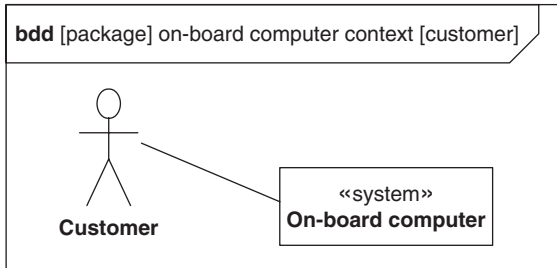 bdd [package] on-board computer context [customer]
«system»
On-board computer
Customer